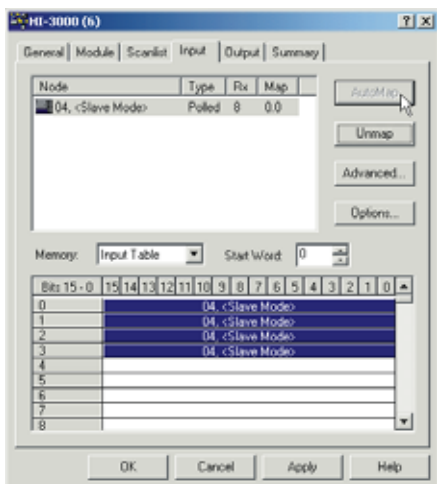 HI-3000 (6)
General Module Scanlist Input Output Summary
Node Type Rx Map
04, <Slave Mode> Polled 8 0.0
AutoMap
Unmap
Advanced...
Options...
Memory: Input Table Start Word: 0
Bits 15 - 0 15 14 13 12 11 10 9 8 7 6 5 4 3 2 1 0
0 04, <Slave Mode>
1 04, <Slave Mode>
2 04, <Slave Mode>
3 04, <Slave Mode>
4
5
6
7
8
OK Cancel Apply Help